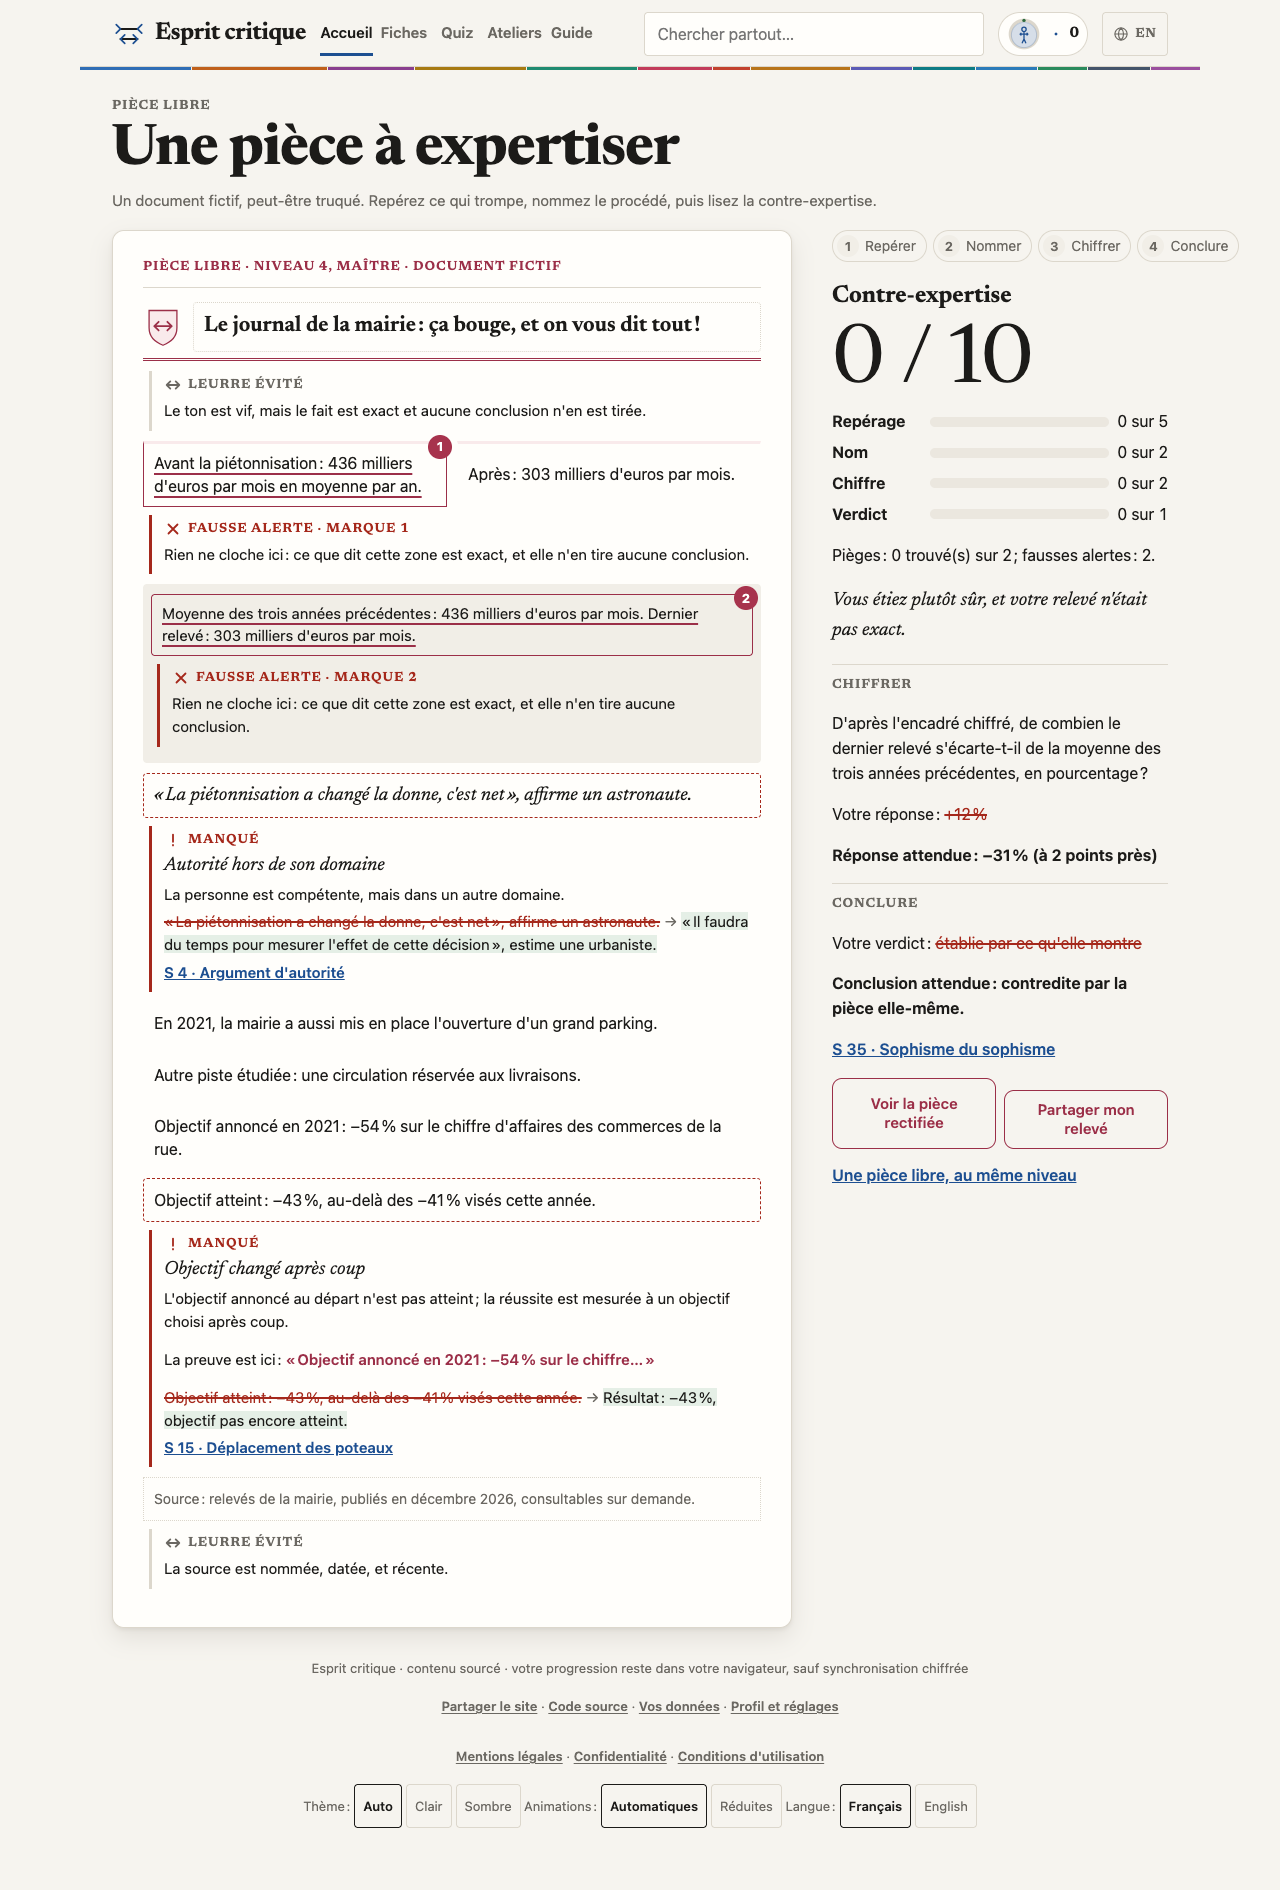 Esprit critique
Accueil Fiches Quiz Ateliers Guide
Chercher partout...
· 0
EN
PIÈCE LIBRE
Une pièce à expertiser
Un document fictif, peut-être truqué. Repérez ce qui trompe, nommez le procédé, puis lisez la contre-expertise.
PIÈCE LIBRE · NIVEAU 4, MAÎTRE · DOCUMENT FICTIF
Le journal de la mairie : ça bouge, et on vous dit tout !
LEURRE ÉVITÉ
Le ton est vif, mais le fait est exact et aucune conclusion n'en est tirée.
1
Avant la piétonnisation : 436 milliers
d'euros par mois en moyenne par an.
Après : 303 milliers d'euros par mois.
FAUSSE ALERTE · MARQUE 1
Rien ne cloche ici : ce que dit cette zone est exact, et elle n'en tire aucune conclusion.
2
Moyenne des trois années précédentes : 436 milliers d'euros par mois. Dernier
relevé : 303 milliers d'euros par mois.
FAUSSE ALERTE · MARQUE 2
Rien ne cloche ici : ce que dit cette zone est exact, et elle n'en tire aucune
conclusion.
« La piétonnisation a changé la donne, c'est net », affirme un astronaute.
! MANQUÉ
Autorité hors de son domaine
La personne est compétente, mais dans un autre domaine.
« La piétonnisation a changé la donne, c'est net », affirme un astronaute. → « Il faudra
du temps pour mesurer l'effet de cette décision », estime une urbaniste.
S 4 · Argument d'autorité
En 2021, la mairie a aussi mis en place l'ouverture d'un grand parking.
Autre piste étudiée : une circulation réservée aux livraisons.
Objectif annoncé en 2021 : −54 % sur le chiffre d'affaires des commerces de la
rue.
Objectif atteint : −43 %, au-delà des −41 % visés cette année.
! MANQUÉ
Objectif changé après coup
L'objectif annoncé au départ n'est pas atteint ; la réussite est mesurée à un objectif
choisi après coup.
La preuve est ici : « Objectif annoncé en 2021 : −54 % sur le chiffre… »
Objectif atteint : −43 %, au-delà des −41 % visés cette année. → Résultat : −43 %,
objectif pas encore atteint.
S 15 · Déplacement des poteaux
Source : relevés de la mairie, publiés en décembre 2026, consultables sur demande.
LEURRE ÉVITÉ
La source est nommée, datée, et récente.
1 Repérer 2 Nommer 3 Chiffrer 4 Conclure
Contre-expertise
0 / 10
Repérage 0 sur 5
Nom 0 sur 2
Chiffre 0 sur 2
Verdict 0 sur 1
Pièges : 0 trouvé(s) sur 2 ; fausses alertes : 2.
Vous étiez plutôt sûr, et votre relevé n'était
pas exact.
CHIFFRER
D'après l'encadré chiffré, de combien le
dernier relevé s'écarte-t-il de la moyenne des
trois années précédentes, en pourcentage ?
Votre réponse : +12 %
Réponse attendue : −31 % (à 2 points près)
CONCLURE
Votre verdict : établie par ce qu'elle montre
Conclusion attendue : contredite par la
pièce elle-même.
S 35 · Sophisme du sophisme
Voir la pièce
rectifiée
Partager mon
relevé
Une pièce libre, au même niveau
Esprit critique · contenu sourcé · votre progression reste dans votre navigateur, sauf synchronisation chiffrée
Partager le site · Code source · Vos données · Profil et réglages
Mentions légales · Confidentialité · Conditions d'utilisation
Thème : Auto Clair Sombre Animations : Automatiques Réduites Langue : Français English